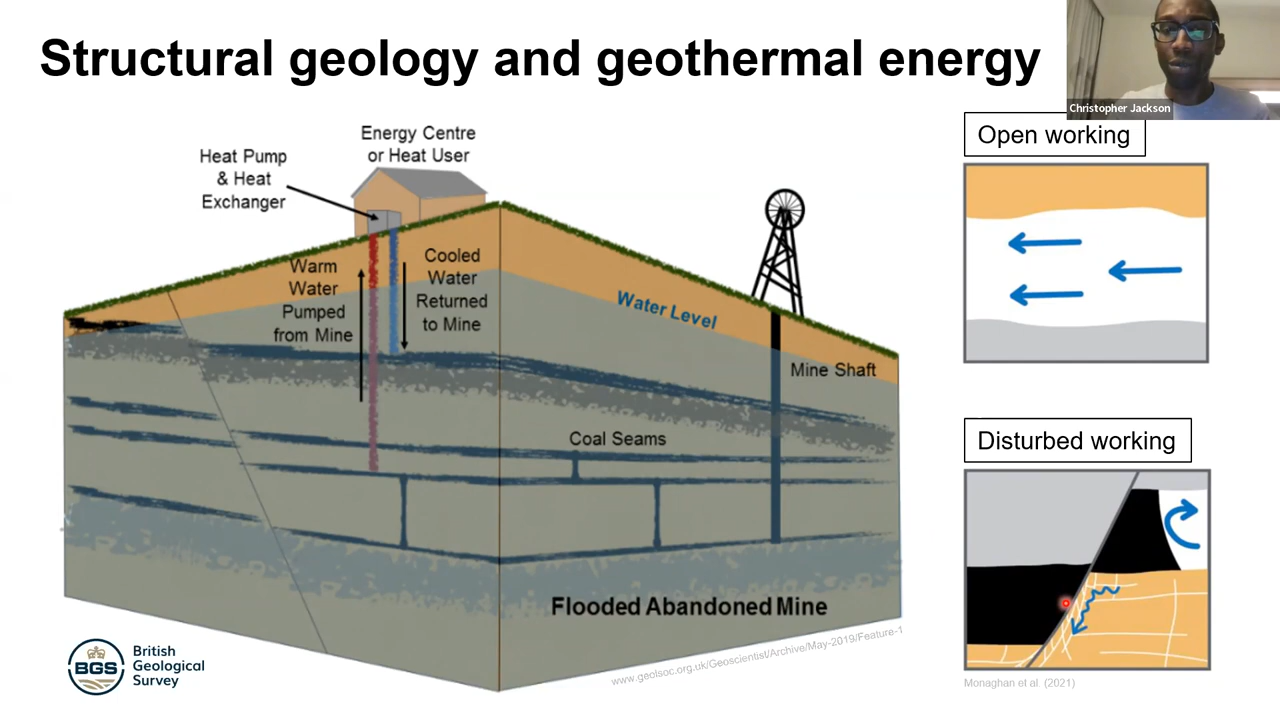 Structural geology and geothermal energy
Christopher Jackson
Energy Centre
or Heat User
Heat Pump
& Heat
Exchanger
Warm
Water
Pumped
from Mine
Cooled
Water
Returned
to Mine
Water Level
Mine Shaft
Coal Seams
Flooded Abandoned Mine
www.geolsoc.org.uk/Geoscientist/Archive/May-2019/Feature-1
BGS
British
Geological
Survey
Open working
Disturbed working
Monaghan et al. (2021)